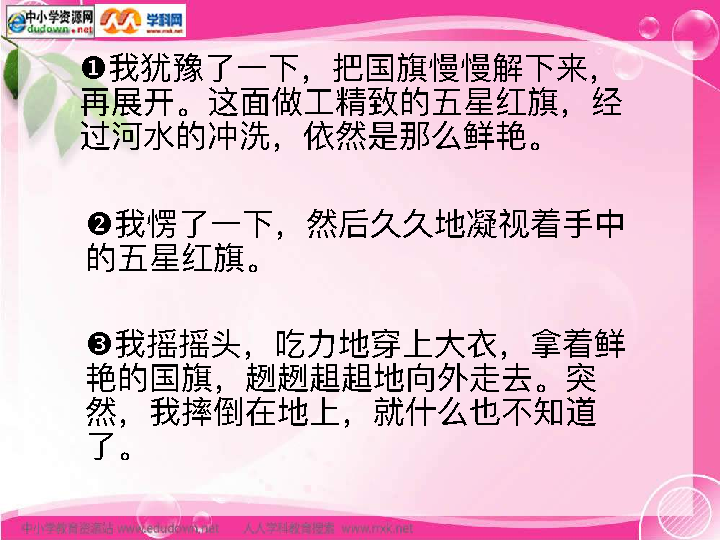 中小学资源网
dudown.net
学科网
www.nxk.net
❶我犹豫了一下，把国旗慢慢解下来，
再展开。这面做工精致的五星红旗，经
过河水的冲洗，依然是那么鲜艳。
❷我愣了一下，然后久久地凝视着手中
的五星红旗。
❸我摇摇头，吃力地穿上大衣，拿着鲜
艳的国旗，趔趔趄趄地向外走去。突
然，我摔倒在地上，就什么也不知道
了。
中小学教育资源站 www.edudown.net 人人学科教育搜索 www.rrxk.net